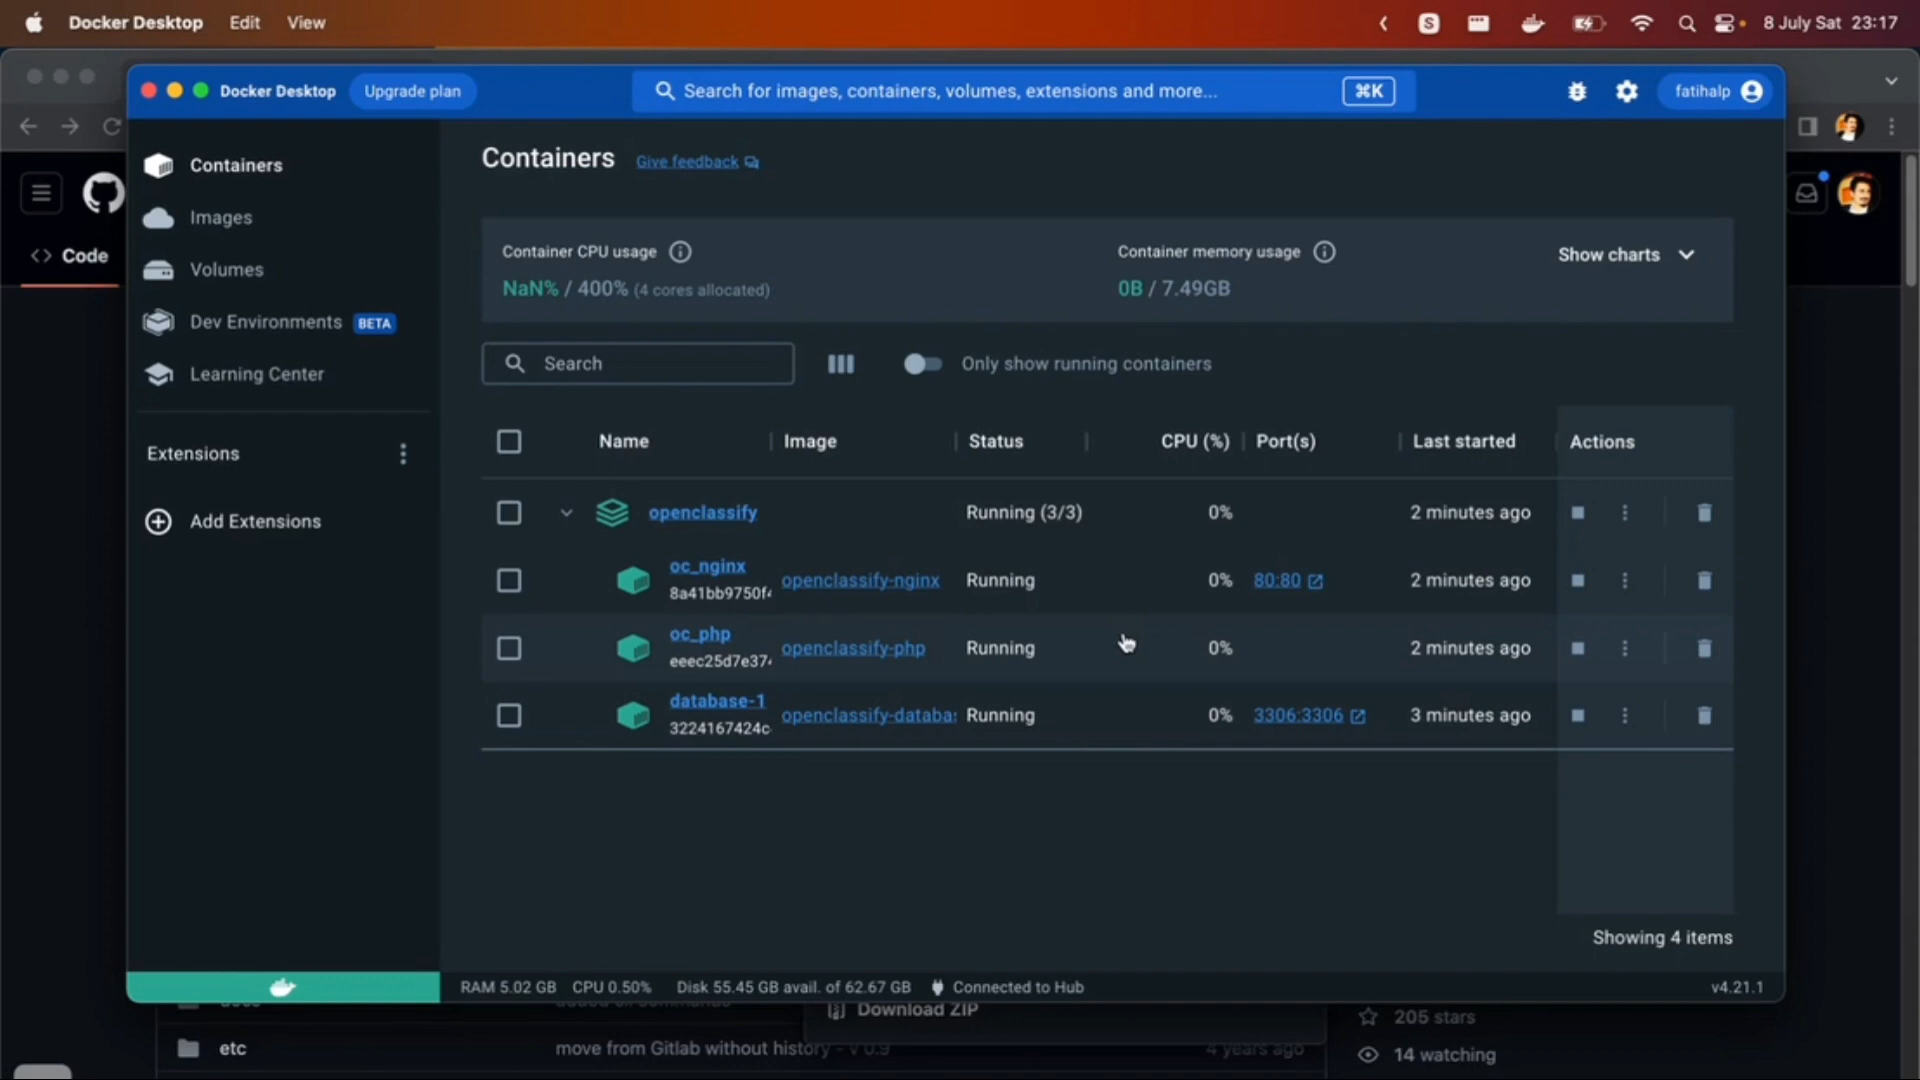 Docker Desktop Edit View
S
8 July Sat 23:17
Docker Desktop
Upgrade plan
Search for images, containers, volumes, extensions and more...
⌘K
fatihalp
<> Code
Containers
Images
Volumes
Dev Environments BETA
Learning Center
Extensions
Add Extensions
Containers
Give feedback
Container CPU usage
NaN% / 400% (4 cores allocated)
Container memory usage
0B / 7.49GB
Show charts
Search
Only show running containers
Name Image Status CPU (%) Port(s) Last started Actions
openclassify Running (3/3) 0% 2 minutes ago
oc_nginx
8a41bb9750f openclassify-nginx Running 0% 80:80 2 minutes ago
oc_php
eeec25d7e37 openclassify-php Running 0% 2 minutes ago
database-1
3224167424c openclassify-databa Running 0% 3306:3306 3 minutes ago
Showing 4 items
RAM 5.02 GB CPU 0.50% Disk 55.45 GB avail. of 62.67 GB Connected to Hub v4.21.1
Download ZIP
205 stars
etc move from Gitlab without history - v 0.9 4 years ago
14 watching